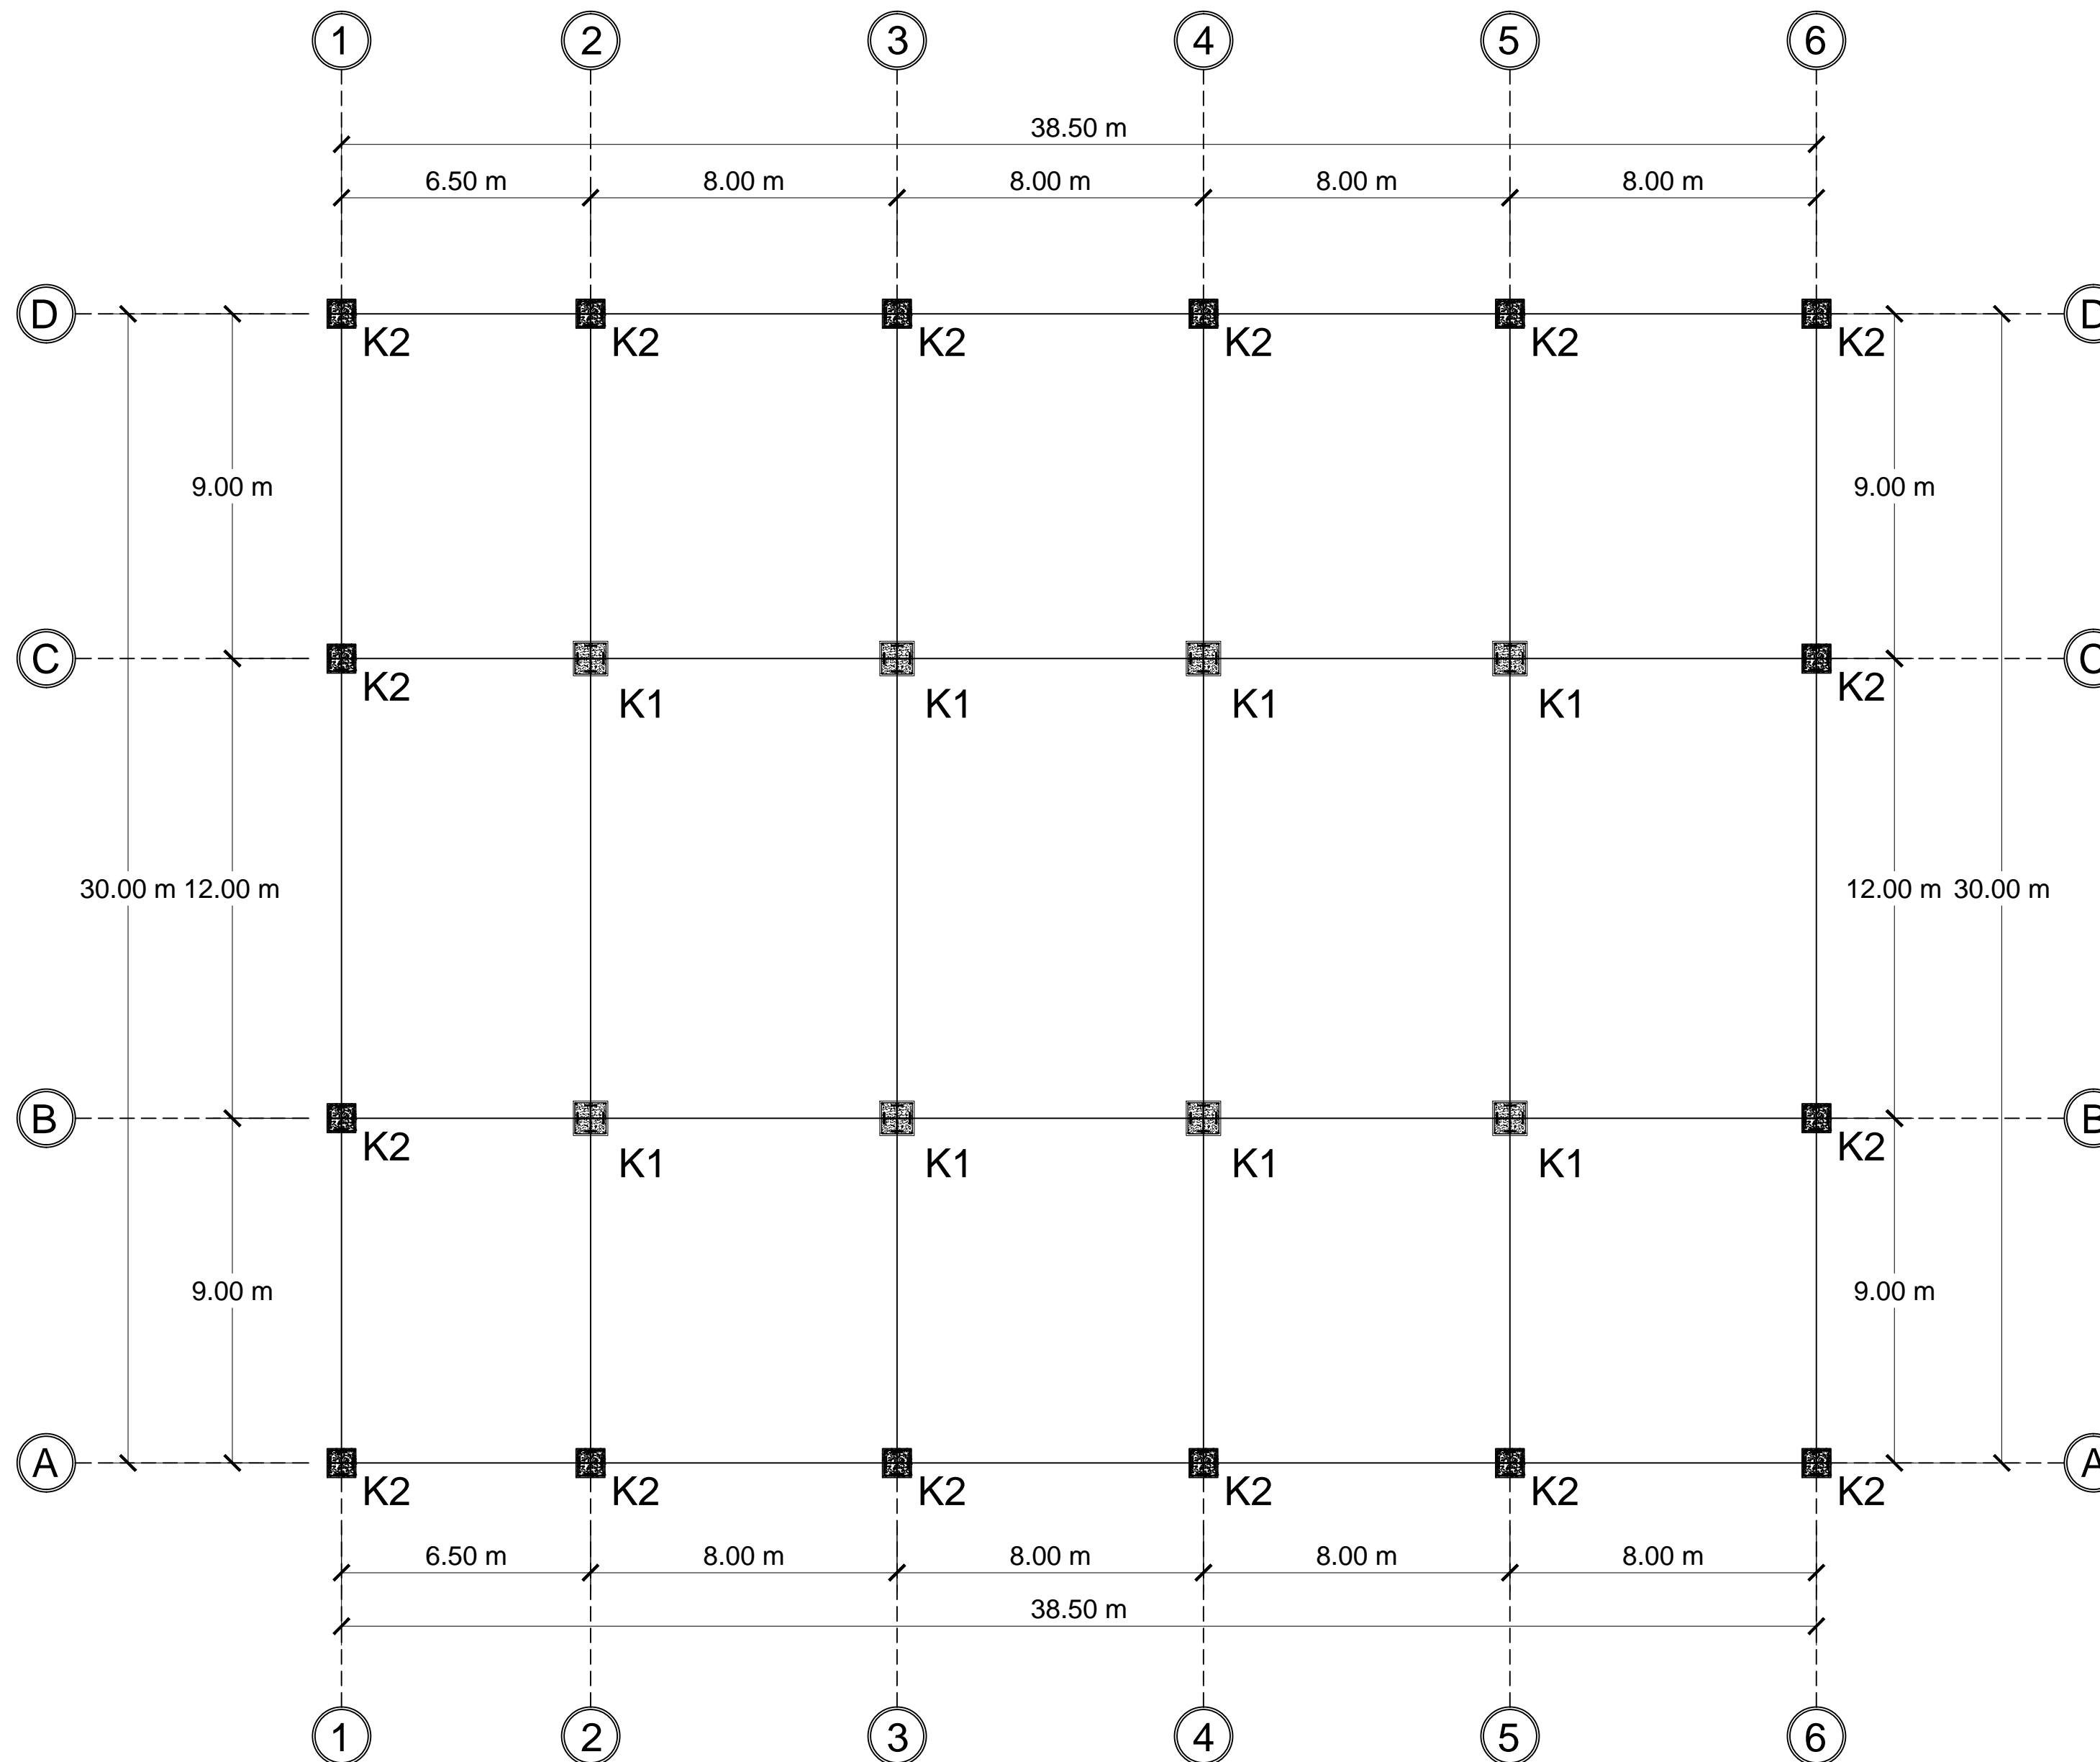 1 2 3 4 5 6
38.50 m
6.50 m 8.00 m 8.00 m 8.00 m 8.00 m
D D
K2 K2 K2 K2 K2 K2
9.00 m 9.00 m
C C
K2 K1 K1 K1 K1 K2
30.00 m 12.00 m 12.00 m 30.00 m
B B
K2 K1 K1 K1 K1 K2
9.00 m 9.00 m
A A
K2 K2 K2 K2 K2 K2
6.50 m 8.00 m 8.00 m 8.00 m 8.00 m
38.50 m
1 2 3 4 5 6